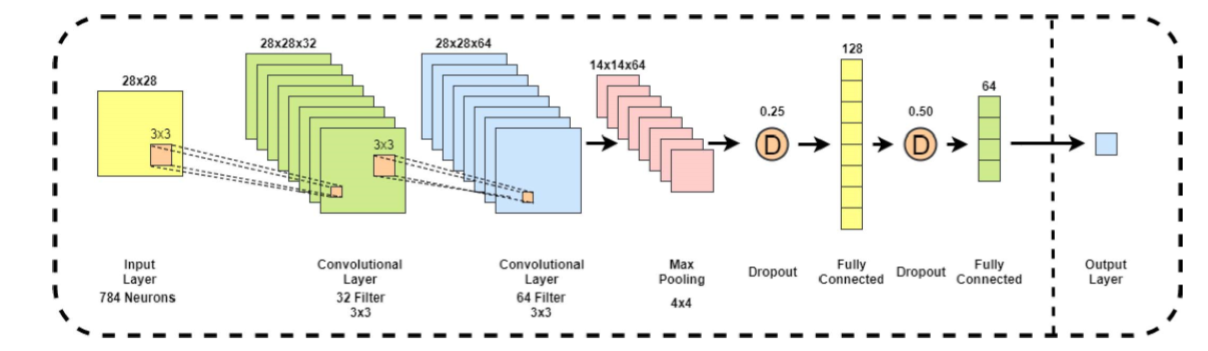 28x28
3x3
28x28x32
3x3
28x28x64
14x14x64
0.25
D
128
0.50
D
64
Input
Layer
784 Neurons
Convolutional
Layer
32 Filter
3x3
Convolutional
Layer
64 Filter
3x3
Max
Pooling
4x4
Dropout
Fully
Connected
Dropout
Fully
Connected
Output
Layer